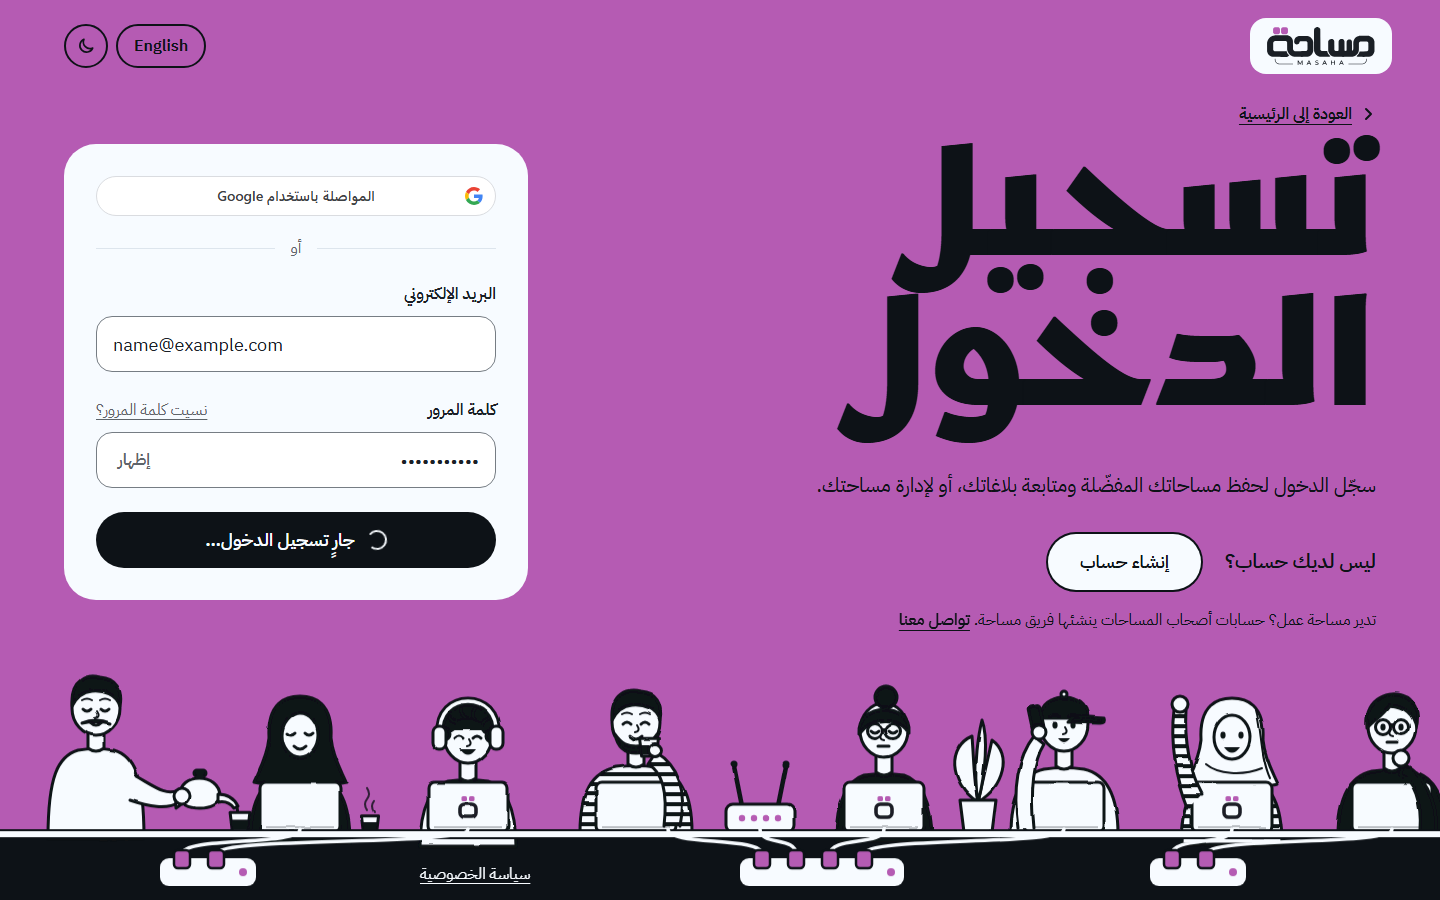 مساحة
MASAHA
English
العودة إلى الرئيسية
تسجيل
الدخول
سجّل الدخول لحفظ مساحاتك المفضّلة ومتابعة بلاغاتك، أو لإدارة مساحتك.
ليس لديك حساب؟
إنشاء حساب
تدير مساحة عمل؟ حسابات أصحاب المساحات ينشئها فريق مساحة. تواصل معنا
المواصلة باستخدام Google
أو
البريد الإلكتروني
name@example.com
كلمة المرور
نسيت كلمة المرور؟
•••••••••••
إظهار
جارٍ تسجيل الدخول...
سياسة الخصوصية